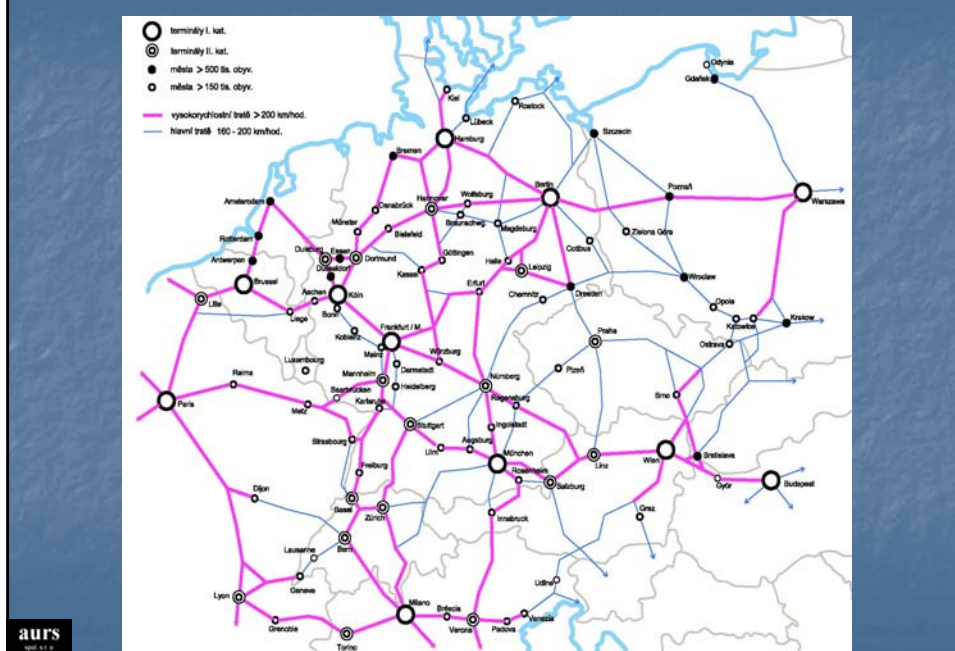 terminály I. kat.
terminály II. kat.
města > 500 tis. obyv.
města > 150 tis. obyv.
vysokorychlostní tratě > 200 km/hod.
hlavní tratě 160 - 200 km/hod.
Gdynia
Gdańsk
Kiel
Rostock
Lübeck
Hamburg
Szczecin
Bremen
Berlin
Poznań
Warszawa
Hannover
Wolfsburg
Amsterodam
Osnabrück
Münster
Braunschweig
Magdeburg
Rotterdam
Bielefeld
Zielona Góra
Cottbus
Duisburg
Essen
Dortmund
Göttingen
Antwerpen
Düsseldorf
Kassel
Halle
Leipzig
Wroclaw
Brussel
Aachen
Köln
Erfurt
Chemnitz
Dresden
Lille
Bonn
Opole
Liege
Katowice
Krakow
Koblenz
Frankfurt / M
Praha
Ostrava
Mainz
Würzburg
Luxembourg
Darmstadt
Plzeň
Mannheim
Reims
Saarbrücken
Heidelberg
Nürnberg
Paris
Karlsruhe
Regensburg
Brno
Metz
Stuttgart
Ingolstadt
Strasbourg
Augsburg
Ulm
München
Linz
Wien
Bratislava
Freiburg
Rosenheim
Salzburg
Győr
Budapest
Dijon
Basel
Zürich
Innsbruck
Graz
Bern
Lausanne
Geneva
Udine
Lyon
Milano
Brescia
Grenoble
Verona
Padova
Venezia
Torino
aurs
spol. s r. o